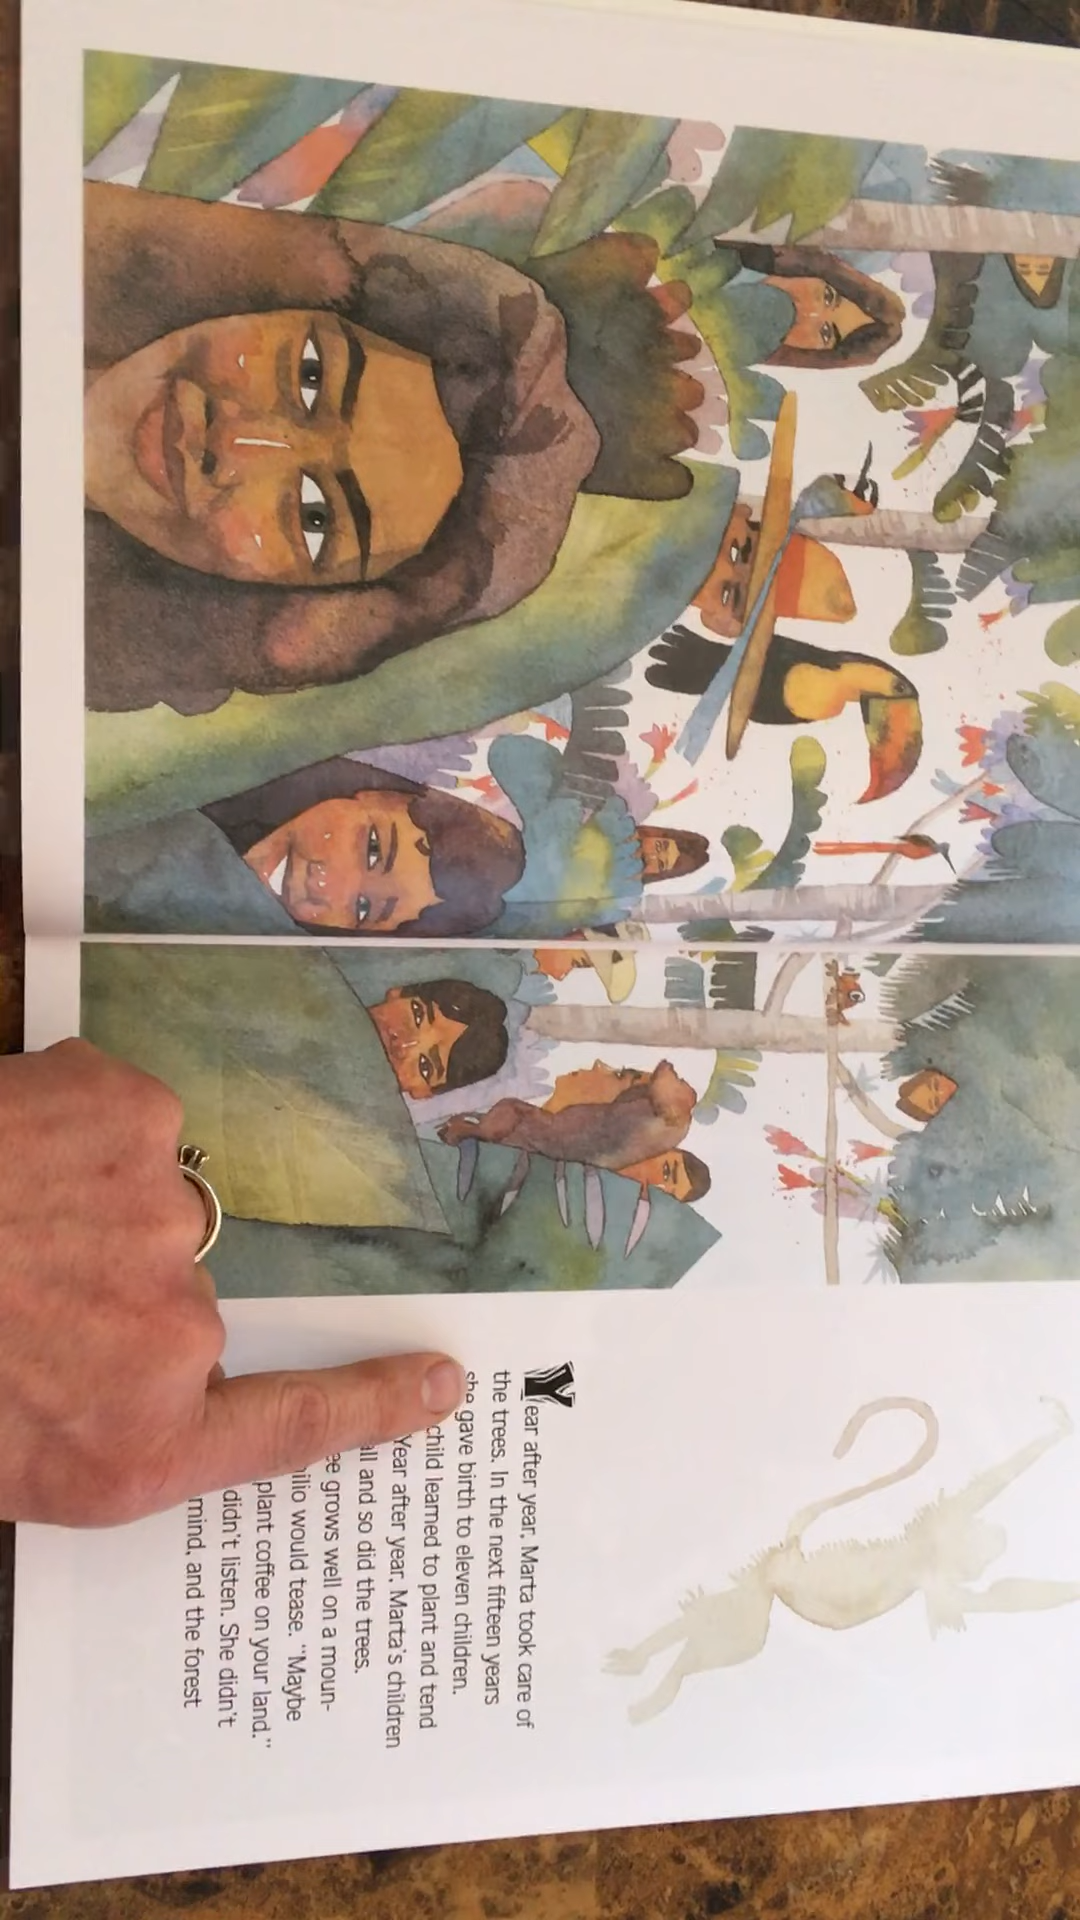 Year after year, Marta took care of
the trees. In the next fifteen years
she gave birth to eleven children.
child learned to plant and tend
Year after year, Marta's children
all and so did the trees.
grows well on a moun-
would tease. "Maybe
plant coffee on your land."
didn't listen. She didn't
mind, and the forest